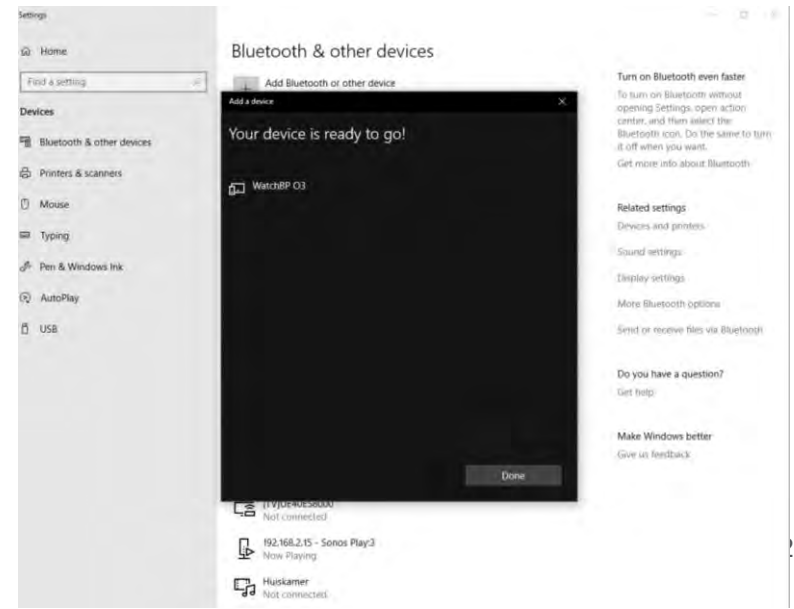 Settings
Home
Find a setting
Devices
Bluetooth & other devices
Printers & scanners
Mouse
Typing
Pen & Windows Ink
AutoPlay
USB
Bluetooth & other devices
Add Bluetooth or other device
Add a device
Your device is ready to go!
WatchBP O3
Done
Not connected
192.168.2.15 - Sonos Play:3
Now Playing
Huiskamer
Not connected
Turn on Bluetooth even faster
To turn on Bluetooth without
opening Settings, open action
center, and then select the
Bluetooth icon. Do the same to turn
it off when you want.
Get more info about Bluetooth
Related settings
Devices and printers
Sound settings
Display settings
More Bluetooth options
Send or receive files via Bluetooth
Do you have a question?
Get help
Make Windows better
Give us feedback